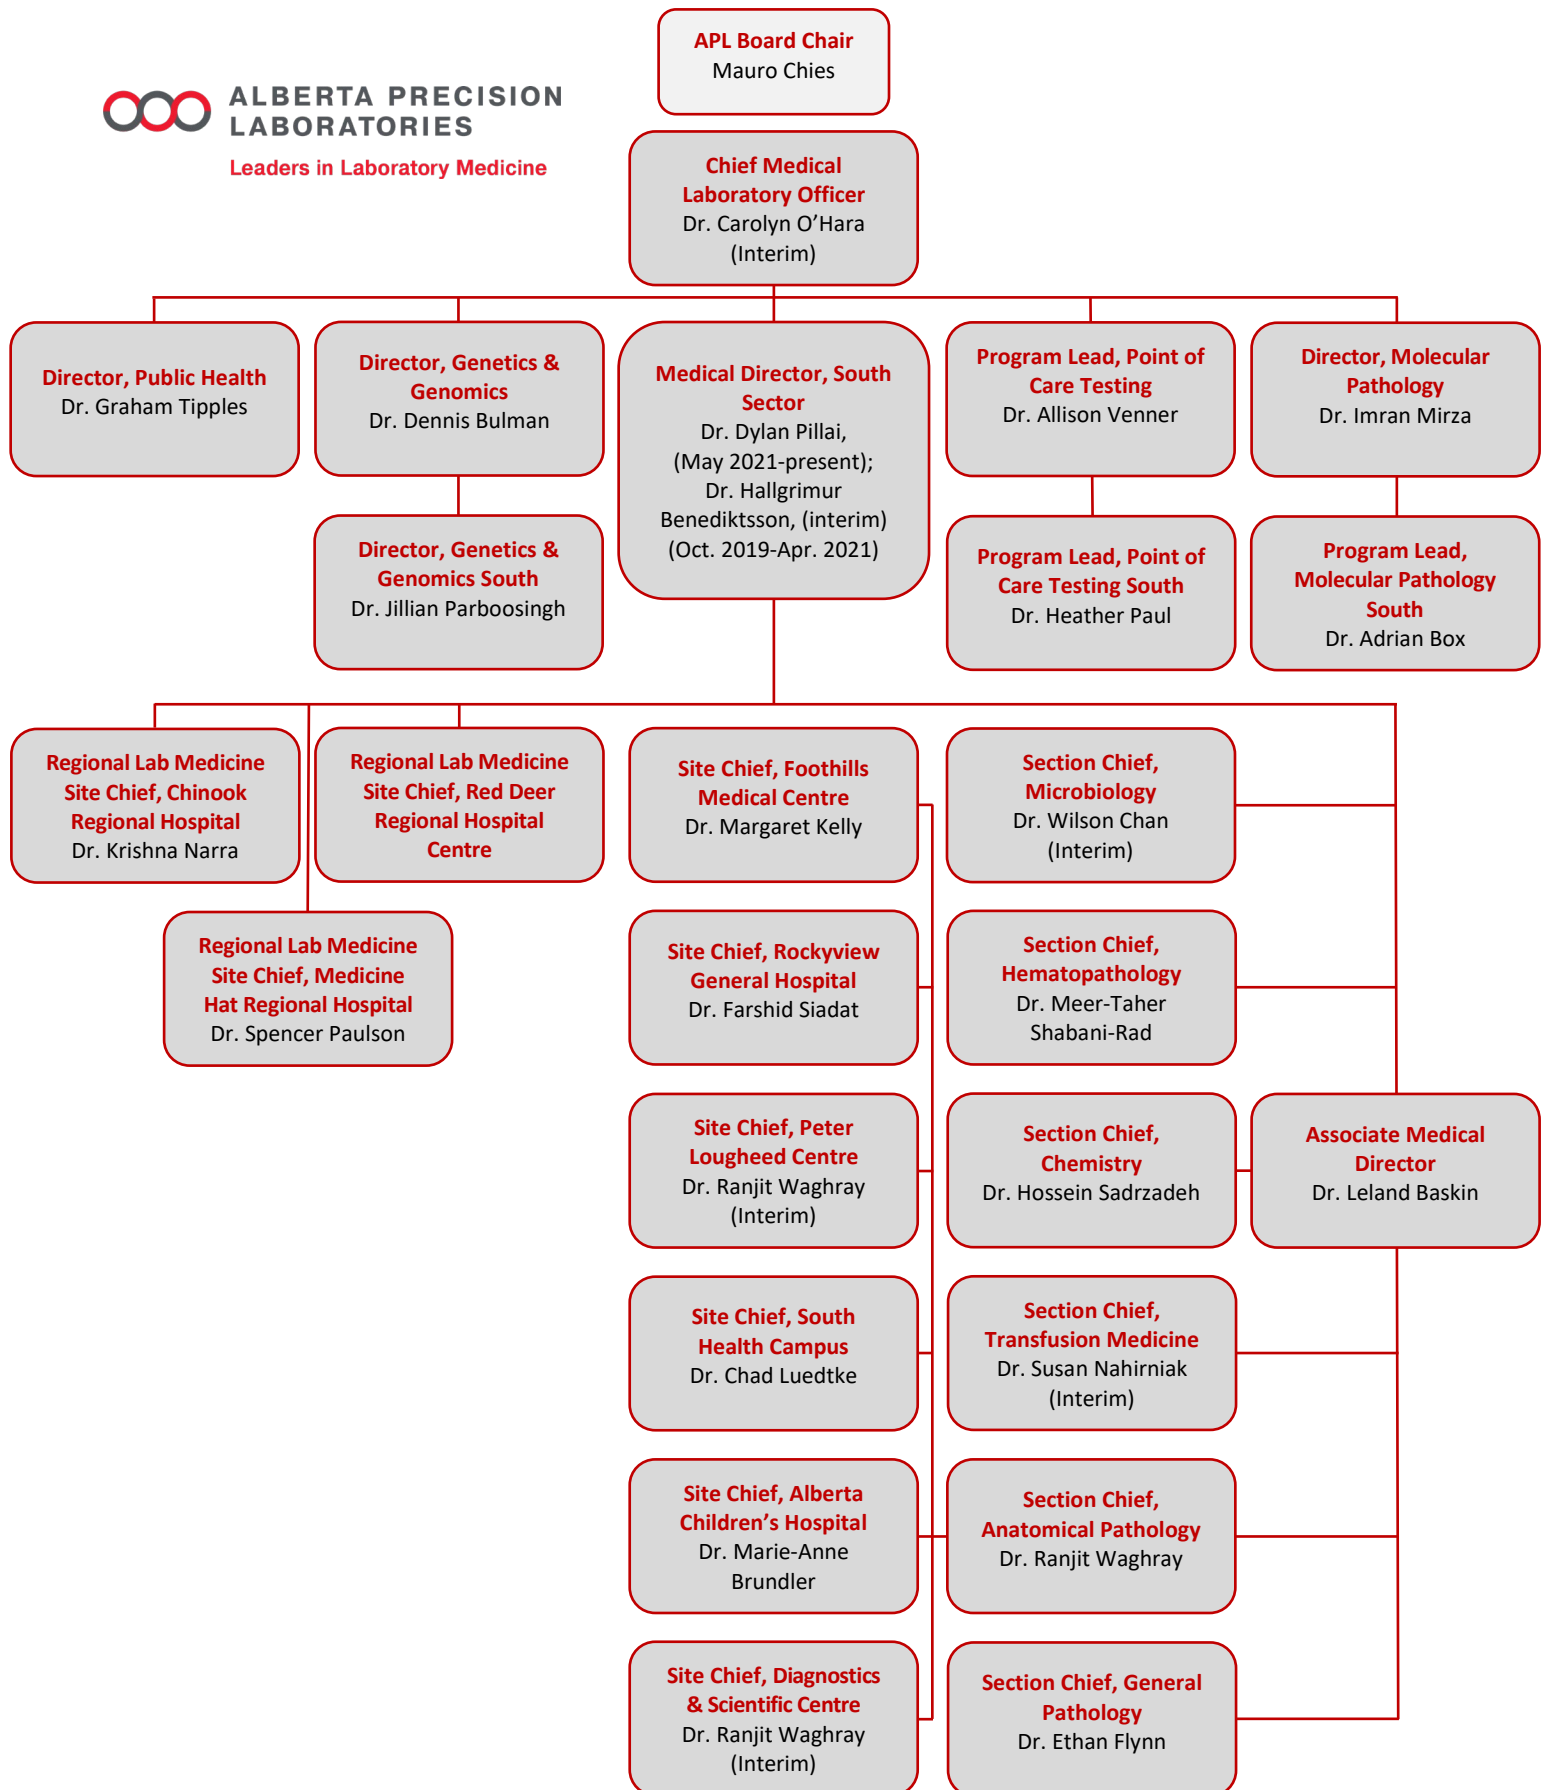 APL Board Chair
Mauro Chies
ALBERTA PRECISION
LABORATORIES
Leaders in Laboratory Medicine
Chief Medical
Laboratory Officer
Dr. Carolyn O’Hara
(Interim)
Director, Public Health
Dr. Graham Tipples
Director, Genetics &
Genomics
Dr. Dennis Bulman
Medical Director, South
Sector
Dr. Dylan Pillai,
(May 2021-present);
Dr. Hallgrimur
Benediktsson, (interim)
(Oct. 2019-Apr. 2021)
Program Lead, Point of
Care Testing
Dr. Allison Venner
Director, Molecular
Pathology
Dr. Imran Mirza
Director, Genetics &
Genomics South
Dr. Jillian Parboosingh
Program Lead, Point of
Care Testing South
Dr. Heather Paul
Program Lead,
Molecular Pathology
South
Dr. Adrian Box
Regional Lab Medicine
Site Chief, Chinook
Regional Hospital
Dr. Krishna Narra
Regional Lab Medicine
Site Chief, Red Deer
Regional Hospital
Centre
Site Chief, Foothills
Medical Centre
Dr. Margaret Kelly
Section Chief,
Microbiology
Dr. Wilson Chan
(Interim)
Regional Lab Medicine
Site Chief, Medicine
Hat Regional Hospital
Dr. Spencer Paulson
Site Chief, Rockyview
General Hospital
Dr. Farshid Siadat
Section Chief,
Hematopathology
Dr. Meer-Taher
Shabani-Rad
Site Chief, Peter
Lougheed Centre
Dr. Ranjit Waghray
(Interim)
Section Chief,
Chemistry
Dr. Hossein Sadrzadeh
Associate Medical
Director
Dr. Leland Baskin
Site Chief, South
Health Campus
Dr. Chad Luedtke
Section Chief,
Transfusion Medicine
Dr. Susan Nahirniak
(Interim)
Site Chief, Alberta
Children’s Hospital
Dr. Marie-Anne
Brundler
Section Chief,
Anatomical Pathology
Dr. Ranjit Waghray
Site Chief, Diagnostics
& Scientific Centre
Dr. Ranjit Waghray
(Interim)
Section Chief, General
Pathology
Dr. Ethan Flynn